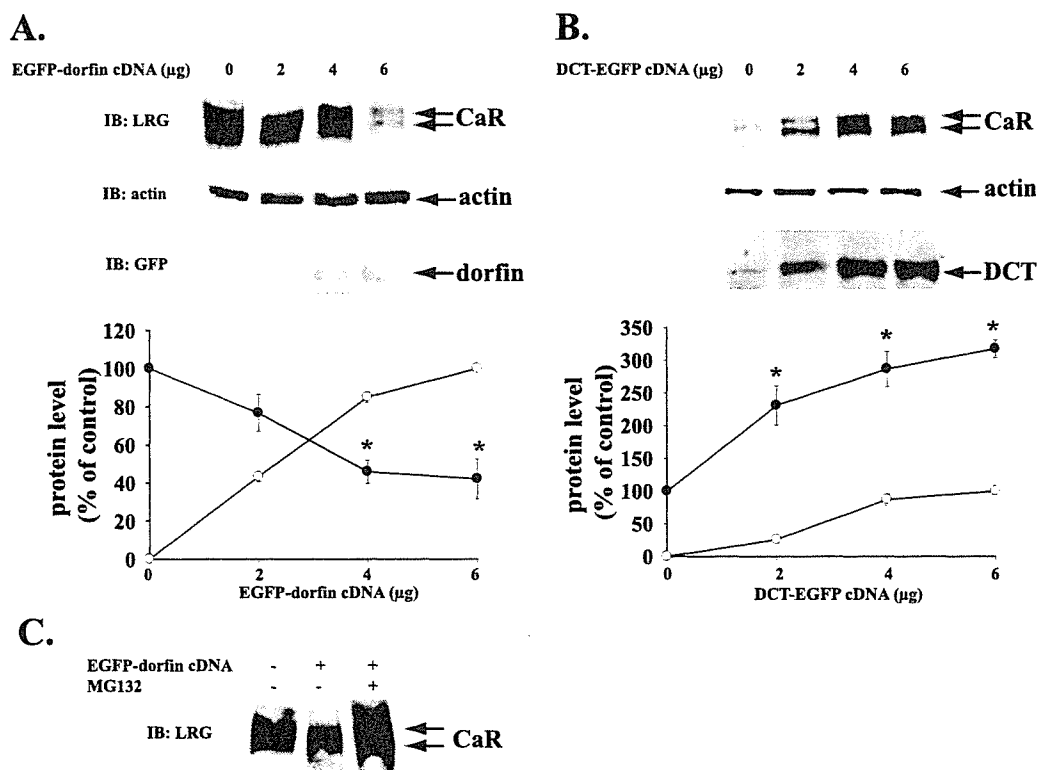 A.
EGFP-dorfin cDNA (µg) 0 2 4 6
IB: LRG CaR
IB: actin actin
IB: GFP dorfin
protein level
(% of control)
120
100
80
60
40
20
0
* *
0 2 4 6
EGFP-dorfin cDNA (µg)
B.
DCT-EGFP cDNA (µg) 0 2 4 6
CaR
actin
DCT
protein level
(% of control)
350
300
250
200
150
100
50
0
* * *
0 2 4 6
DCT-EGFP cDNA (µg)
C.
EGFP-dorfin cDNA - + +
MG132 - - +
IB: LRG CaR